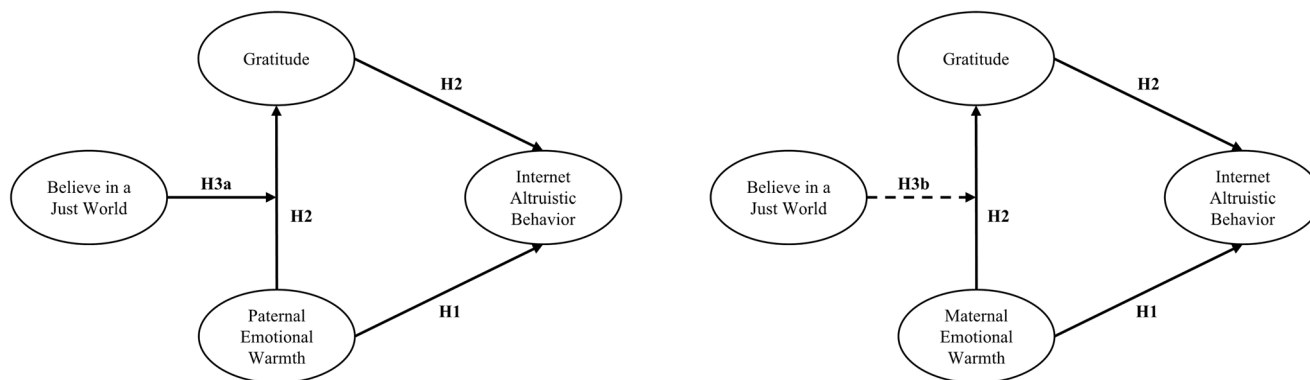 Gratitude
H2
Believe in a
Just World
H3a
H2
Internet
Altruistic
Behavior
Paternal
Emotional
Warmth
H1
Gratitude
H2
Believe in a
Just World
H3b
H2
Internet
Altruistic
Behavior
Maternal
Emotional
Warmth
H1